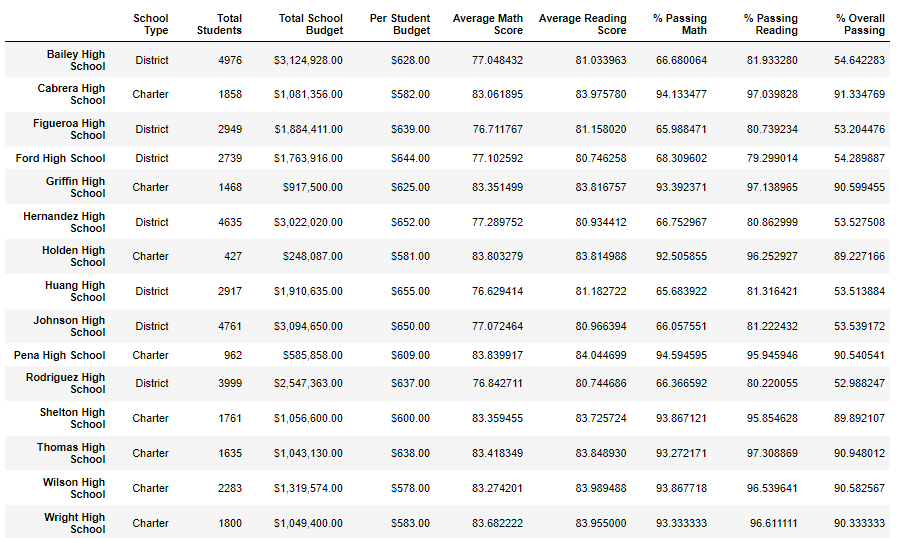 School Type Total Students Total School Budget Per Student Budget Average Math Score Average Reading Score % Passing Math % Passing Reading % Overall Passing
Bailey High School District 4976 $3,124,928.00 $628.00 77.048432 81.033963 66.680064 81.933280 54.642283
Cabrera High School Charter 1858 $1,081,356.00 $582.00 83.061895 83.975780 94.133477 97.039828 91.334769
Figueroa High School District 2949 $1,884,411.00 $639.00 76.711767 81.158020 65.988471 80.739234 53.204476
Ford High School District 2739 $1,763,916.00 $644.00 77.102592 80.746258 68.309602 79.299014 54.289887
Griffin High School Charter 1468 $917,500.00 $625.00 83.351499 83.816757 93.392371 97.138965 90.599455
Hernandez High School District 4635 $3,022,020.00 $652.00 77.289752 80.934412 66.752967 80.862999 53.527508
Holden High School Charter 427 $248,087.00 $581.00 83.803279 83.814988 92.505855 96.252927 89.227166
Huang High School District 2917 $1,910,635.00 $655.00 76.629414 81.182722 65.683922 81.316421 53.513884
Johnson High School District 4761 $3,094,650.00 $650.00 77.072464 80.966394 66.057551 81.222432 53.539172
Pena High School Charter 962 $585,858.00 $609.00 83.839917 84.044699 94.594595 95.945946 90.540541
Rodriguez High School District 3999 $2,547,363.00 $637.00 76.842711 80.744686 66.366592 80.220055 52.988247
Shelton High School Charter 1761 $1,056,600.00 $600.00 83.359455 83.725724 93.867121 95.854628 89.892107
Thomas High School Charter 1635 $1,043,130.00 $638.00 83.418349 83.848930 93.272171 97.308869 90.948012
Wilson High School Charter 2283 $1,319,574.00 $578.00 83.274201 83.989488 93.867718 96.539641 90.582567
Wright High School Charter 1800 $1,049,400.00 $583.00 83.682222 83.955000 93.333333 96.611111 90.333333